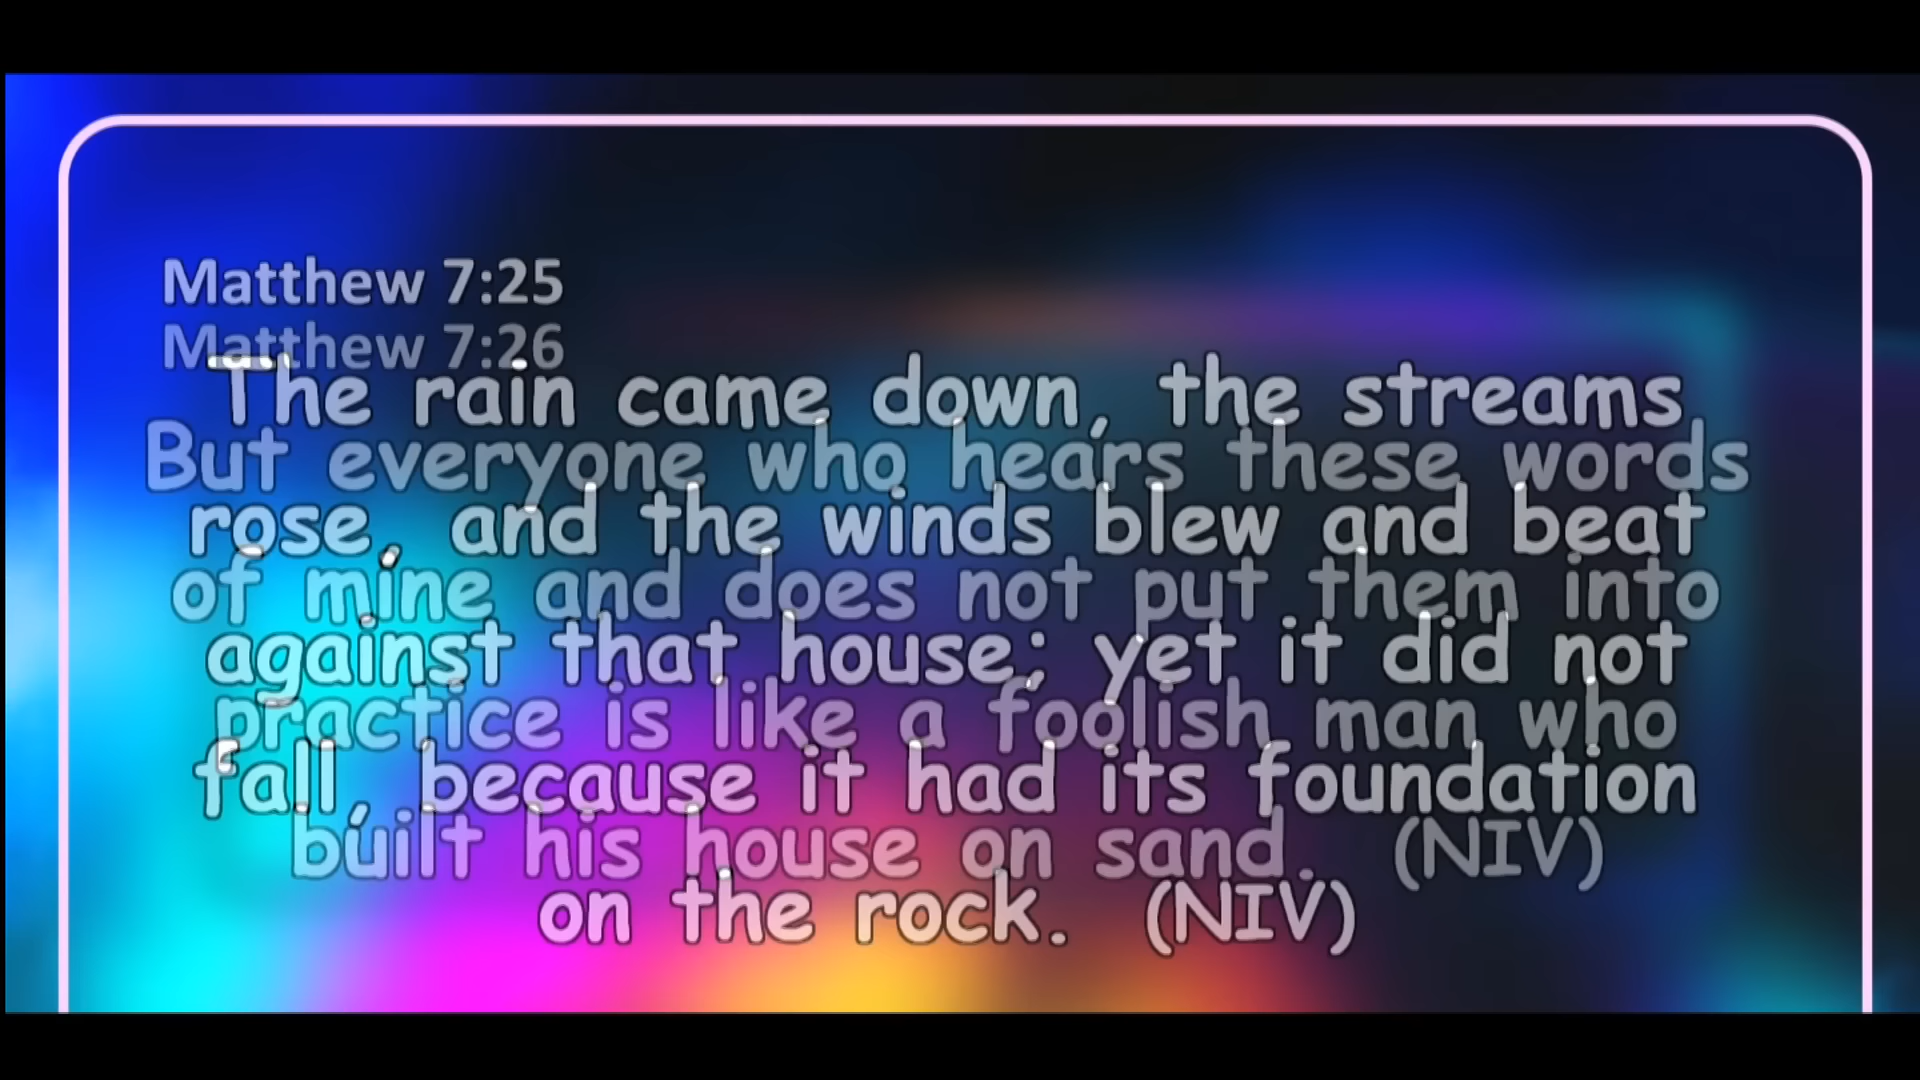 Matthew 7:25
Matthew 7:26
The rain came down, the streams
But everyone who hears these words
rose, and the winds blew and beat
of mine and does not put them into
against that house; yet it did not
practice is like a foolish man who
fall, because it had its foundation
built his house on sand. (NIV)
on the rock. (NIV)